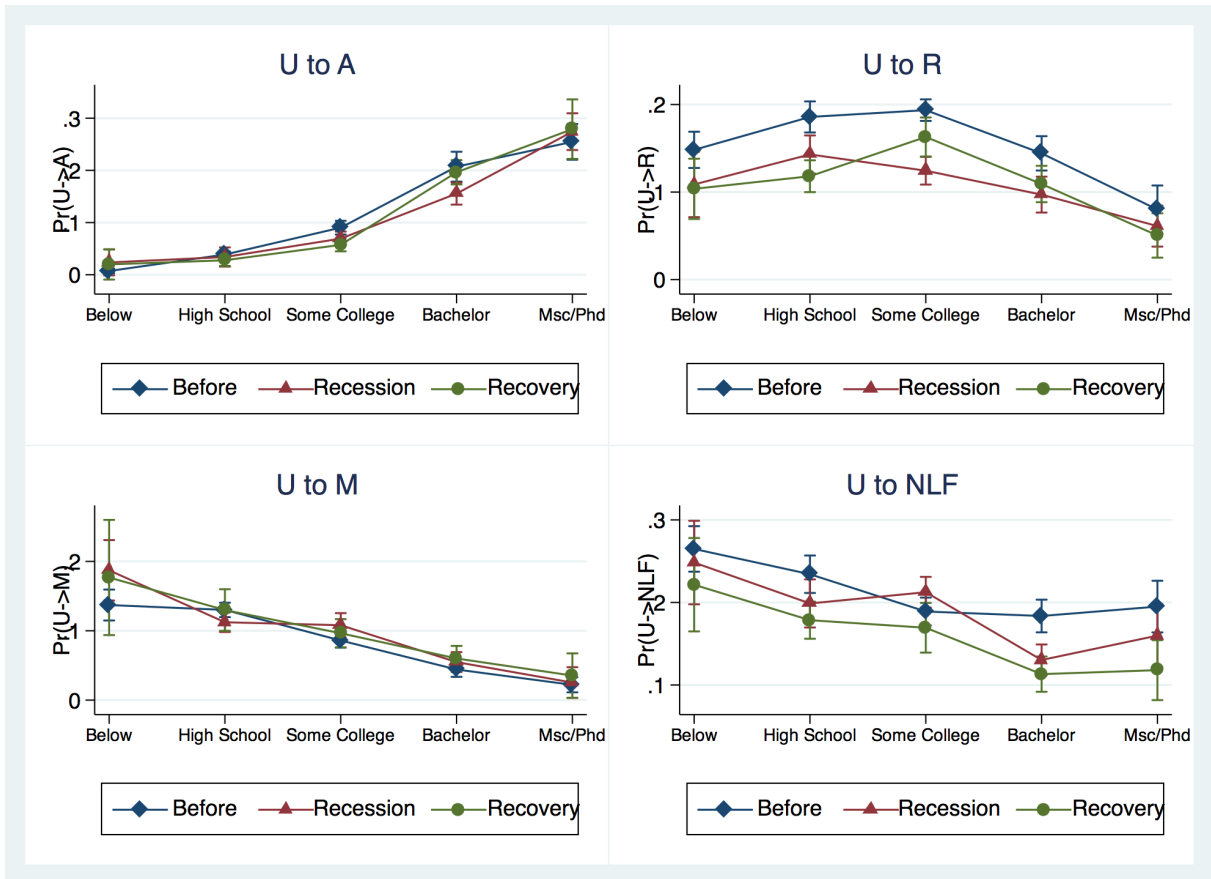 U to A
Pr(U->A)
.3
.2
.1
0
Below High School Some College Bachelor Msc/Phd
Before Recession Recovery
U to R
Pr(U->R)
.2
.1
0
Below High School Some College Bachelor Msc/Phd
Before Recession Recovery
U to M
Pr(U->M)
.2
.1
0
Below High School Some College Bachelor Msc/Phd
Before Recession Recovery
U to NLF
Pr(U->NLF)
.3
.2
.1
Below High School Some College Bachelor Msc/Phd
Before Recession Recovery